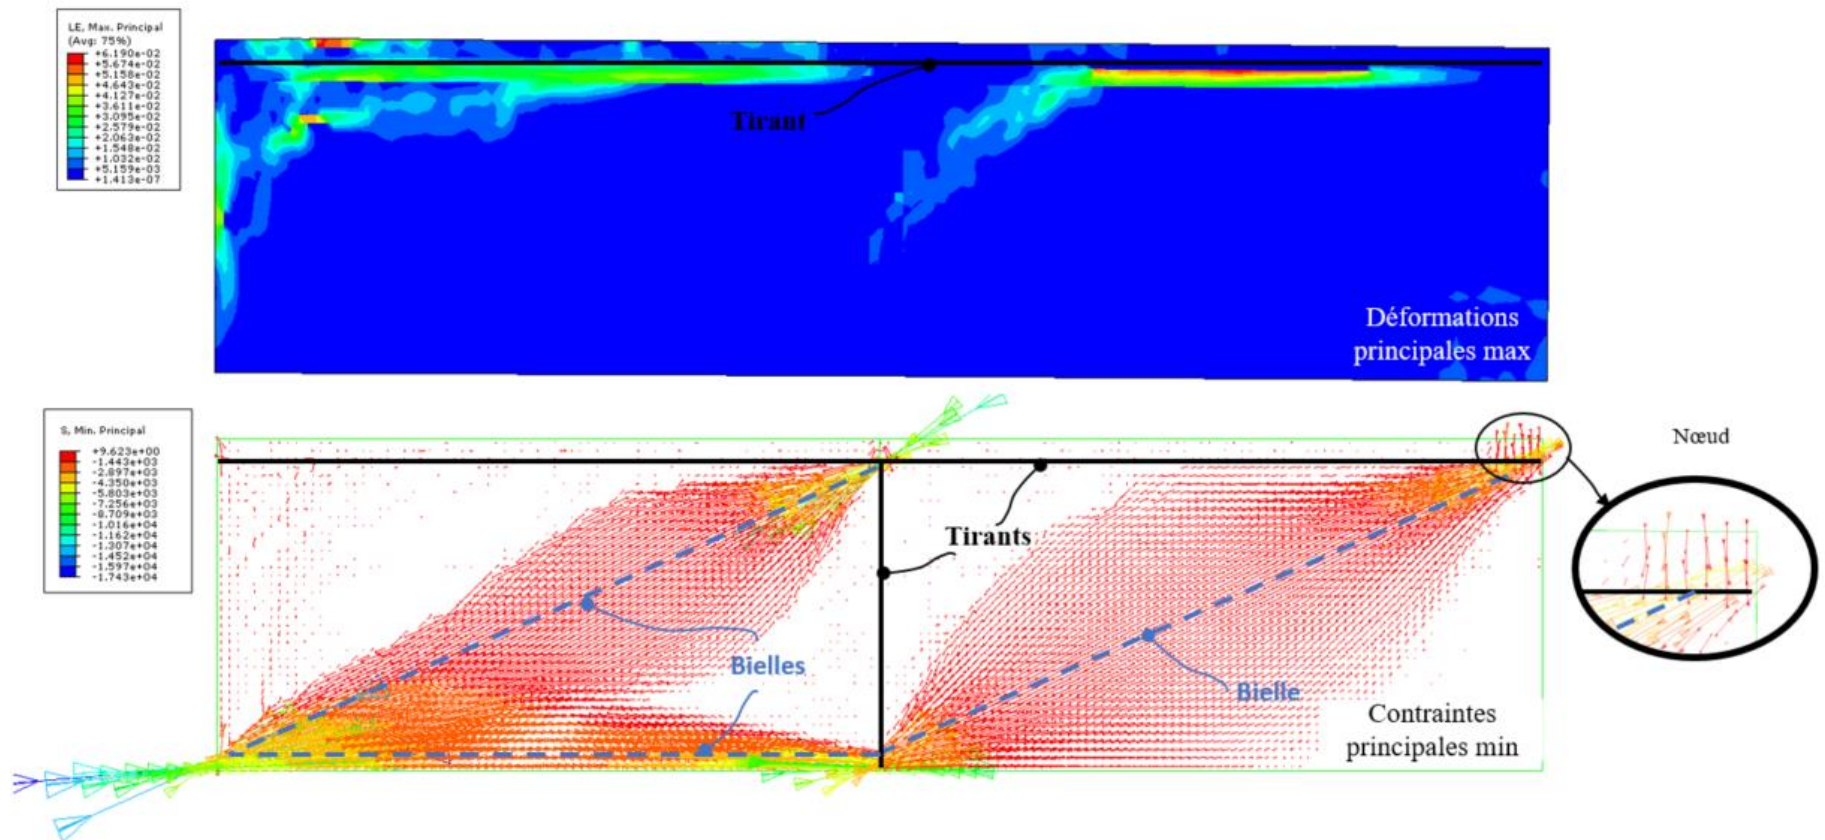 LE, Max. Principal
(Avg: 75%)
+6.190e-02
+5.674e-02
+5.158e-02
+4.643e-02
+4.127e-02
+3.611e-02
+3.095e-02
+2.579e-02
+2.063e-02
+1.548e-02
+1.032e-02
+5.159e-03
+1.413e-07
Tirant
Déformations
principales max
S, Min. Principal
+9.623e+00
-1.443e+03
-2.897e+03
-4.350e+03
-5.803e+03
-7.256e+03
-8.709e+03
-1.016e+04
-1.162e+04
-1.307e+04
-1.452e+04
-1.597e+04
-1.743e+04
Nœud
Tirants
Bielles
Bielle
Contraintes
principales min